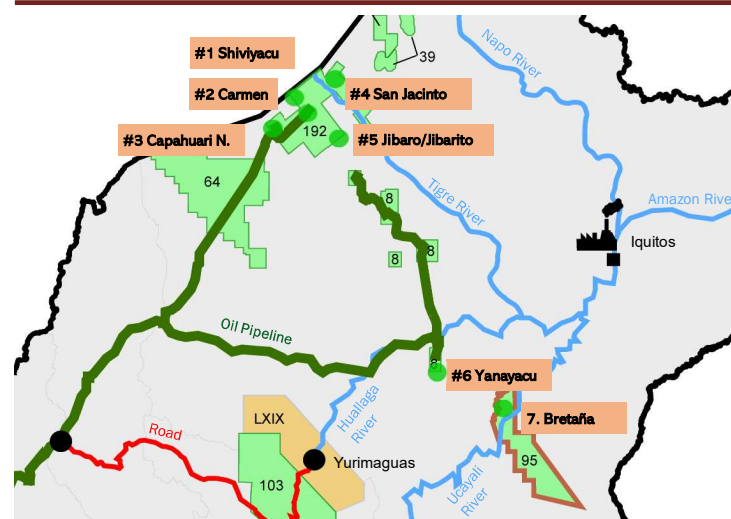 #1 Shiviyacu
39
Napo River
#2 Carmen
#4 San Jacinto
#3 Capahuari N.
192
#5 Jibaro/Jibarito
64
8
Tigre River
Amazon Rive
8
8
Iquitos
Oil Pipeline
8
#6 Yanayacu
Huallaga
River
LXIX
7. Bretaña
Road
Yurimaguas
95
103
Ucayali
River